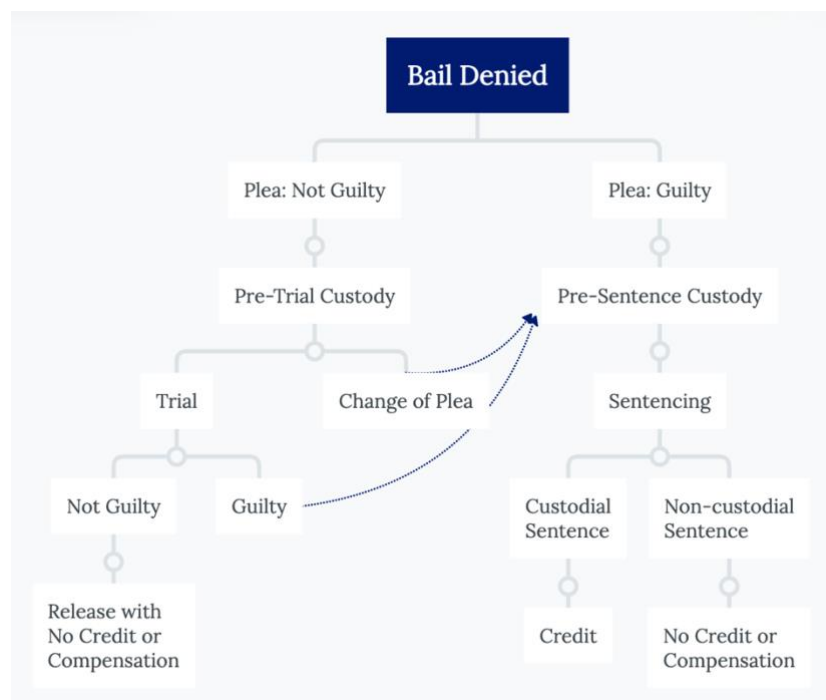 Bail Denied
Plea: Not Guilty
Plea: Guilty
Pre-Trial Custody
Pre-Sentence Custody
Trial
Change of Plea
Sentencing
Not Guilty
Guilty
Custodial
Sentence
Non-custodial
Sentence
Release with
No Credit or
Compensation
Credit
No Credit or
Compensation